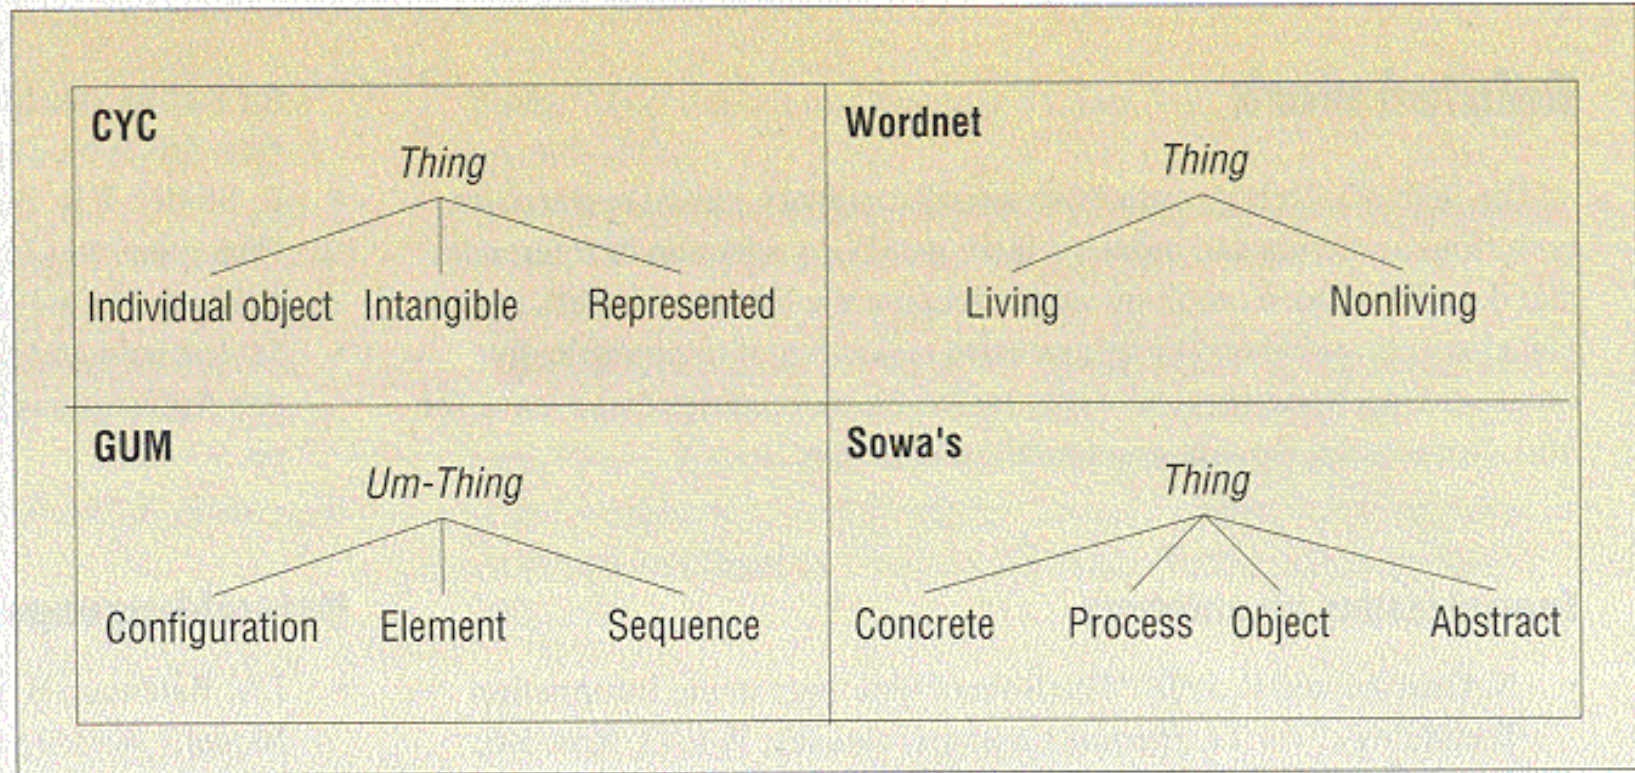 CYC
Thing
Individual object Intangible Represented
Wordnet
Thing
Living Nonliving
GUM
Um-Thing
Configuration Element Sequence
Sowa's
Thing
Concrete Process Object Abstract